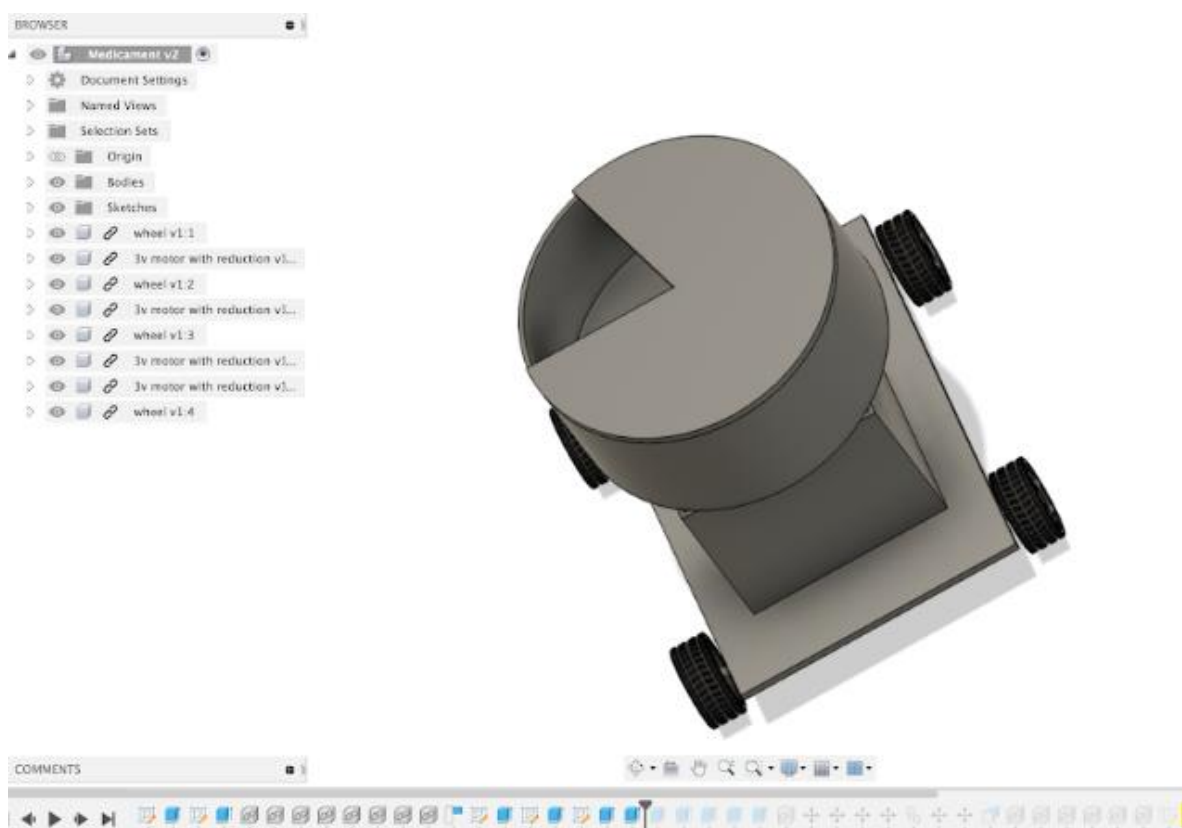 BROWSER
Medicament v2
Document Settings
Named Views
Selection Sets
Origin
Bodies
Sketches
wheel v1:1
3v motor with reduction v1...
wheel v1:2
3v motor with reduction v1...
wheel v1:3
3v motor with reduction v1...
3v motor with reduction v1...
wheel v1:4
COMMENTS